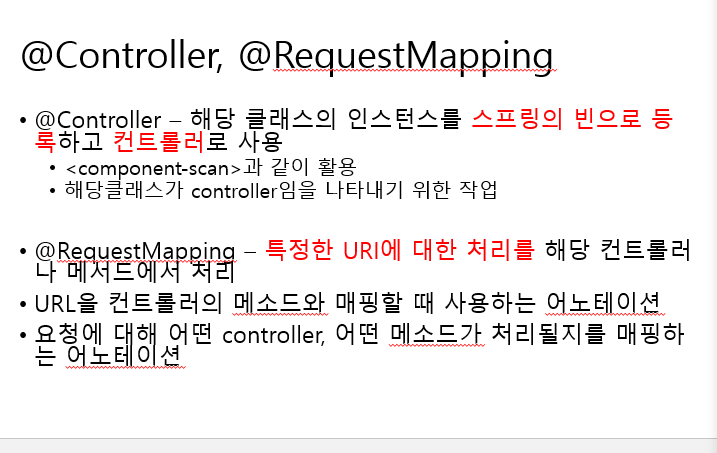 @Controller, @RequestMapping
• @Controller – 해당 클래스의 인스턴스를 스프링의 빈으로 등
록하고 컨트롤러로 사용
• <component-scan>과 같이 활용
• 해당클래스가 controller임을 나타내기 위한 작업
• @RequestMapping – 특정한 URI에 대한 처리를 해당 컨트롤러
나 메서드에서 처리
• URL을 컨트롤러의 메소드와 매핑할 때 사용하는 어노테이션
• 요청에 대해 어떤 controller, 어떤 메소드가 처리될지를 매핑하
는 어노테이션